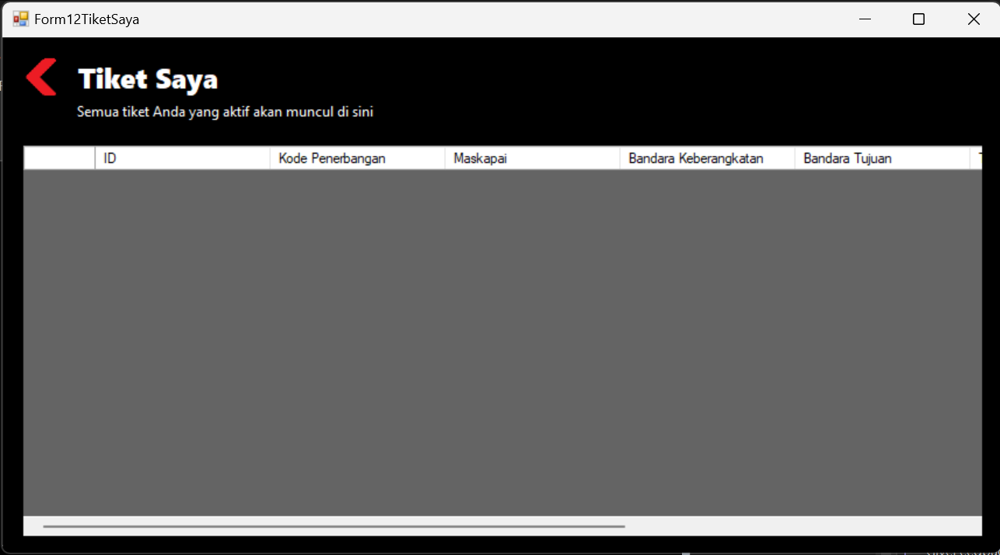 Form12TiketSaya
Tiket Saya
Semua tiket Anda yang aktif akan muncul di sini
ID Kode Penerbangan Maskapai Bandara Keberangkatan Bandara Tujuan